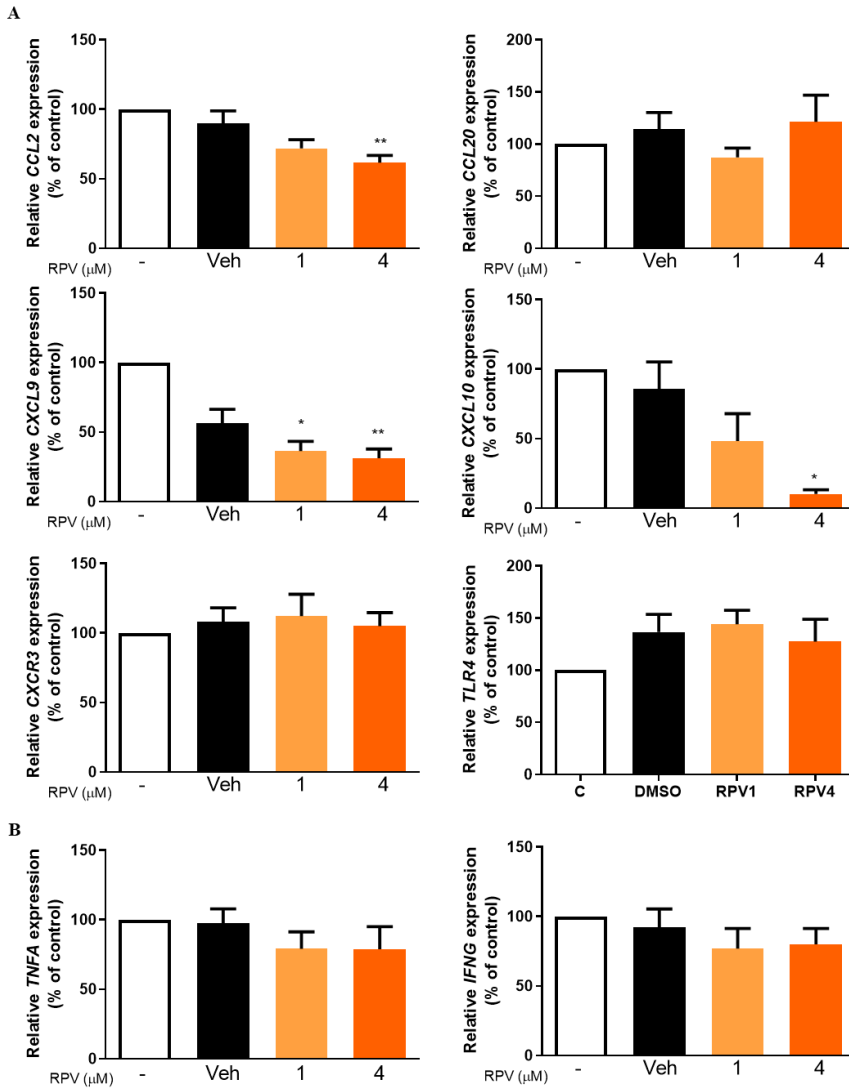 A
Relative CCL2 expression
(% of control)
150
100
50
0
**
RPV (μM)
- Veh 1 4
Relative CCL20 expression
(% of control)
200
150
100
50
0
RPV (μM)
- Veh 1 4
Relative CXCL9 expression
(% of control)
150
100
50
0
*
**
RPV (μM)
- Veh 1 4
Relative CXCL10 expression
(% of control)
150
100
50
0
*
RPV (μM)
- Veh 1 4
Relative CXCR3 expression
(% of control)
150
100
50
0
RPV (μM)
- Veh 1 4
Relative TLR4 expression
(% of control)
200
150
100
50
0
C DMSO RPV1 RPV4
B
Relative TNFA expression
(% of control)
150
100
50
0
RPV (μM)
- Veh 1 4
Relative IFNG expression
(% of control)
150
100
50
0
RPV (μM)
- Veh 1 4